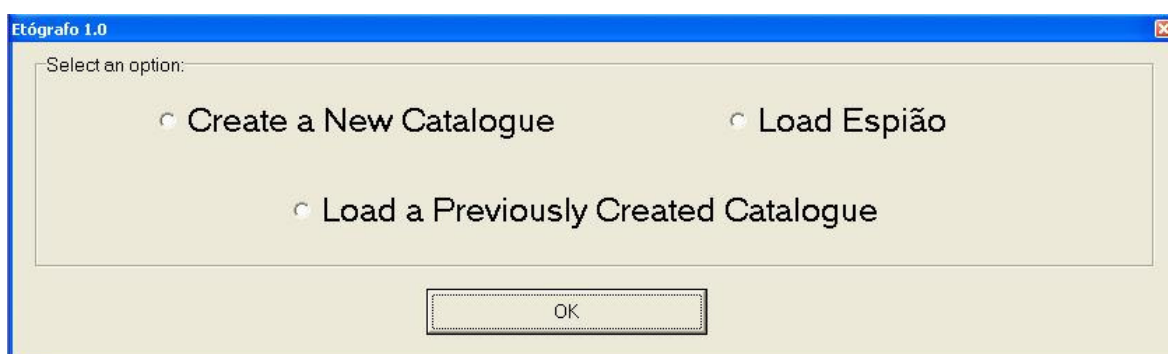 Etógrafo 1.0
Select an option:
Create a New Catalogue Load Espião
Load a Previously Created Catalogue
OK